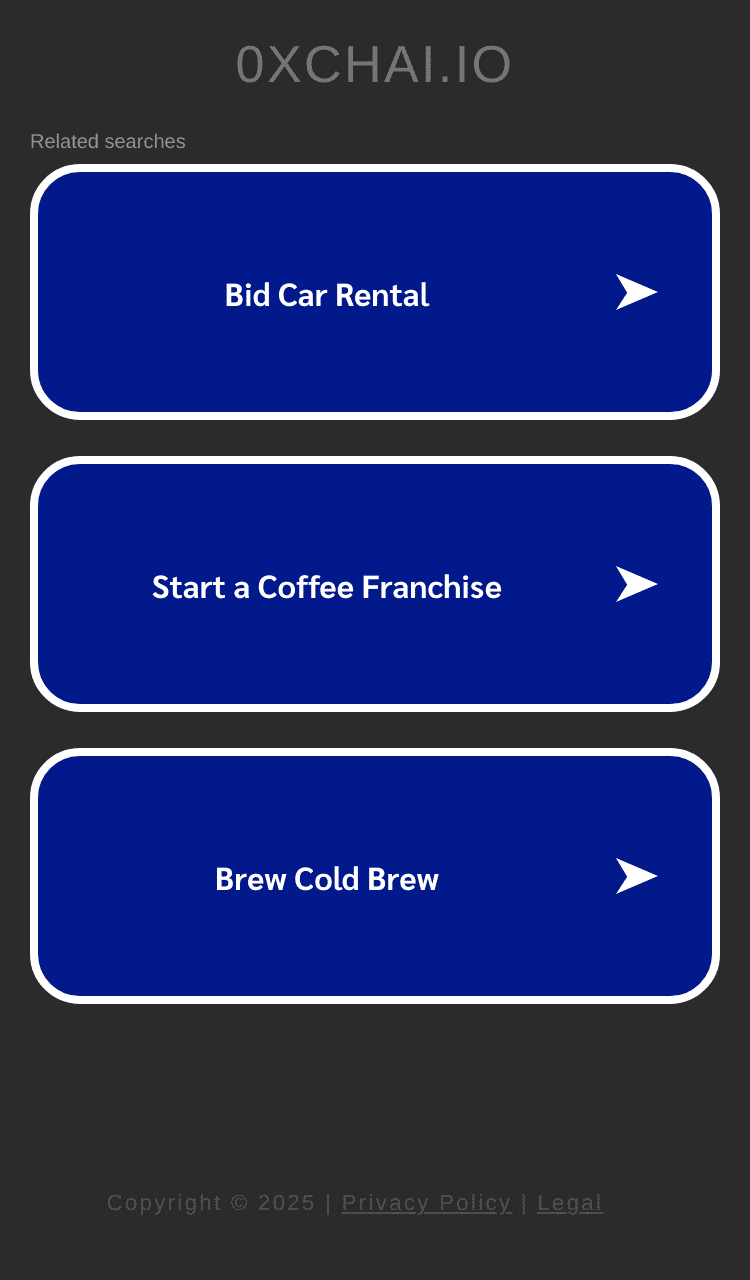 0XCHAI.IO
Related searches
Bid Car Rental
Start a Coffee Franchise
Brew Cold Brew
Copyright © 2025 | Privacy Policy | Legal